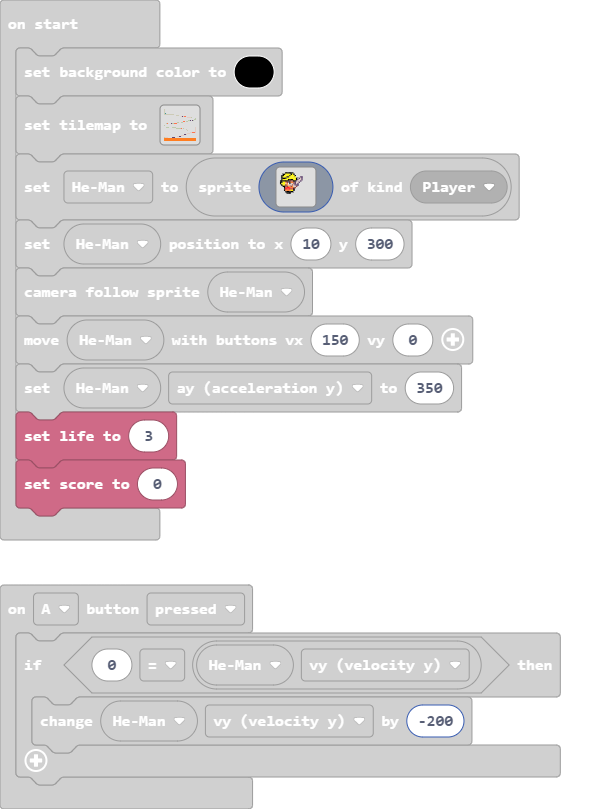 on start
set background color to
set tilemap to
set He-Man to sprite of kind Player
set He-Man position to x 10 y 300
camera follow sprite He-Man
move He-Man with buttons vx 150 vy 0
set He-Man ay (acceleration y) to 350
set life to 3
set score to 0
on A button pressed
if 0 = He-Man vy (velocity y) then
change He-Man vy (velocity y) by -200